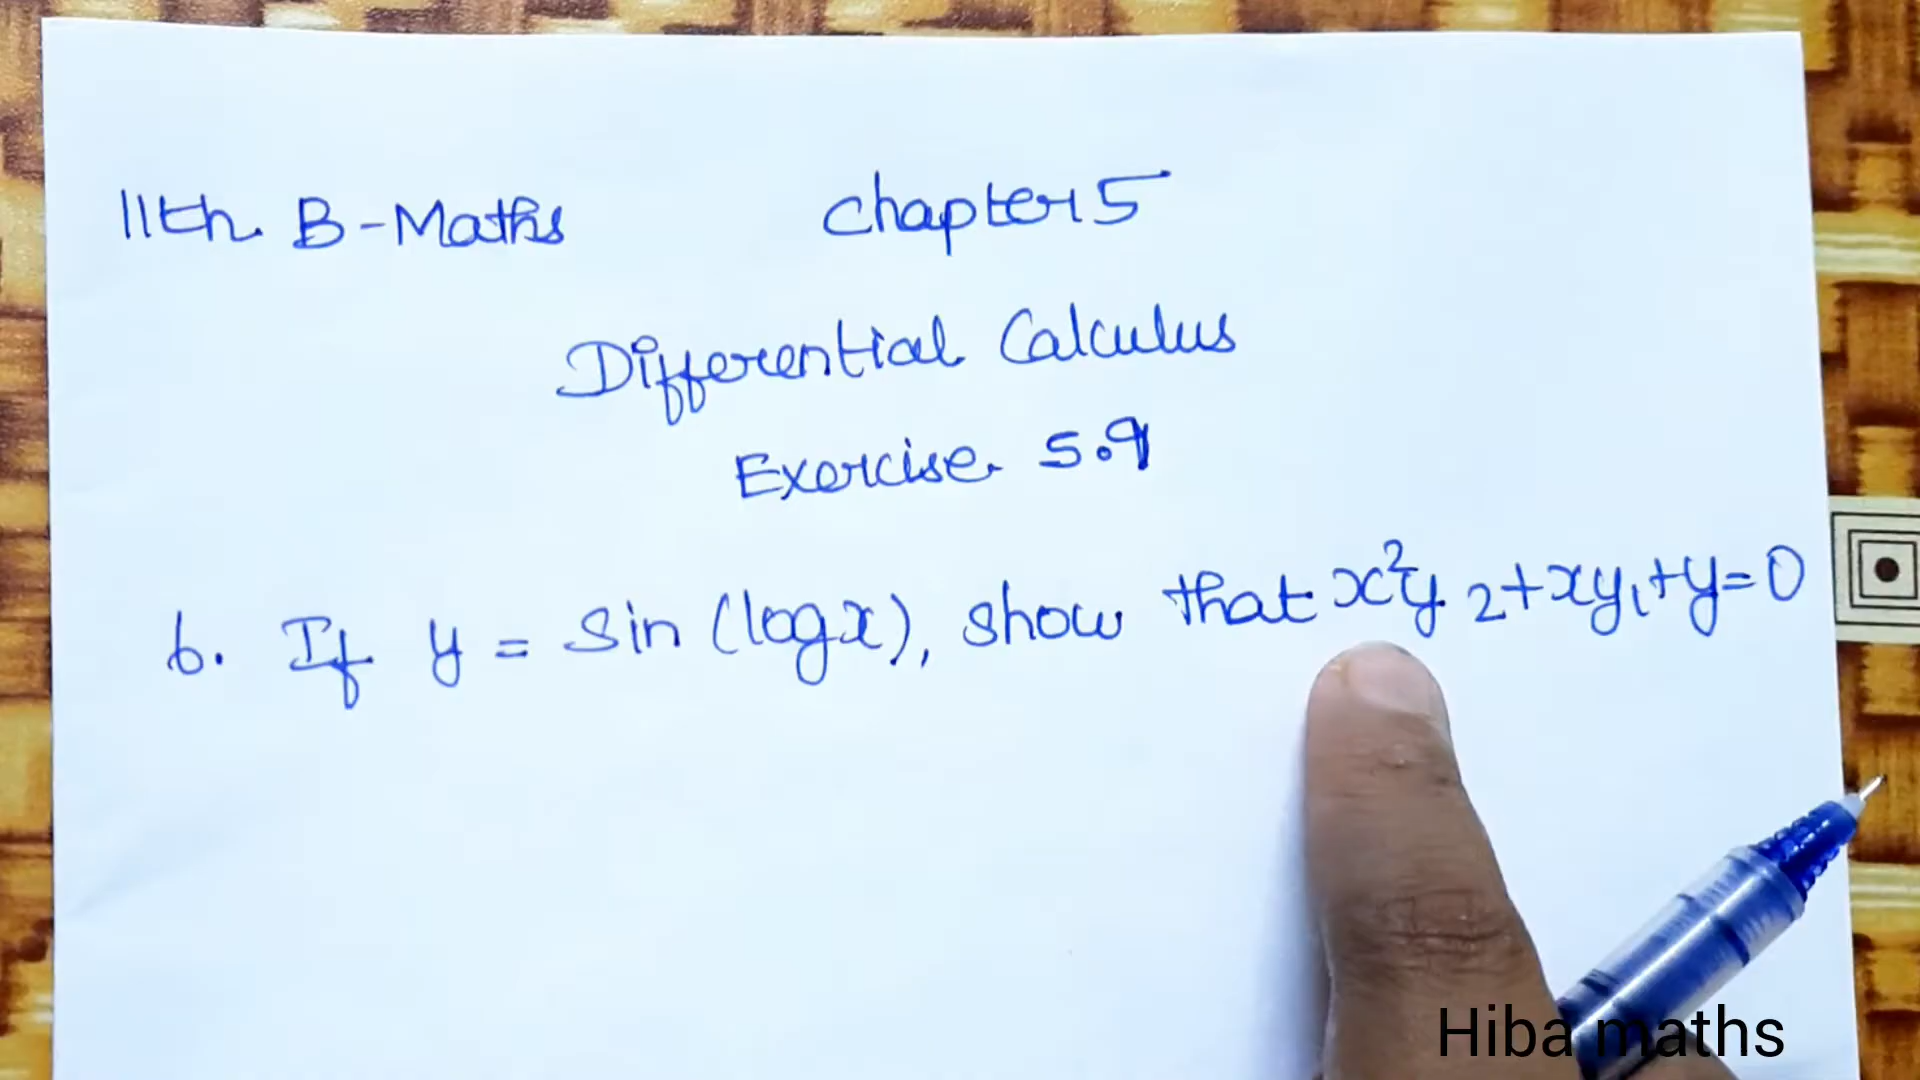 11th. B-Maths Chapter 5
Differential Calculus
Exercise 5.9
6. If y = sin (logx), show that x²y₂+xy₁+y=0
Hiba maths